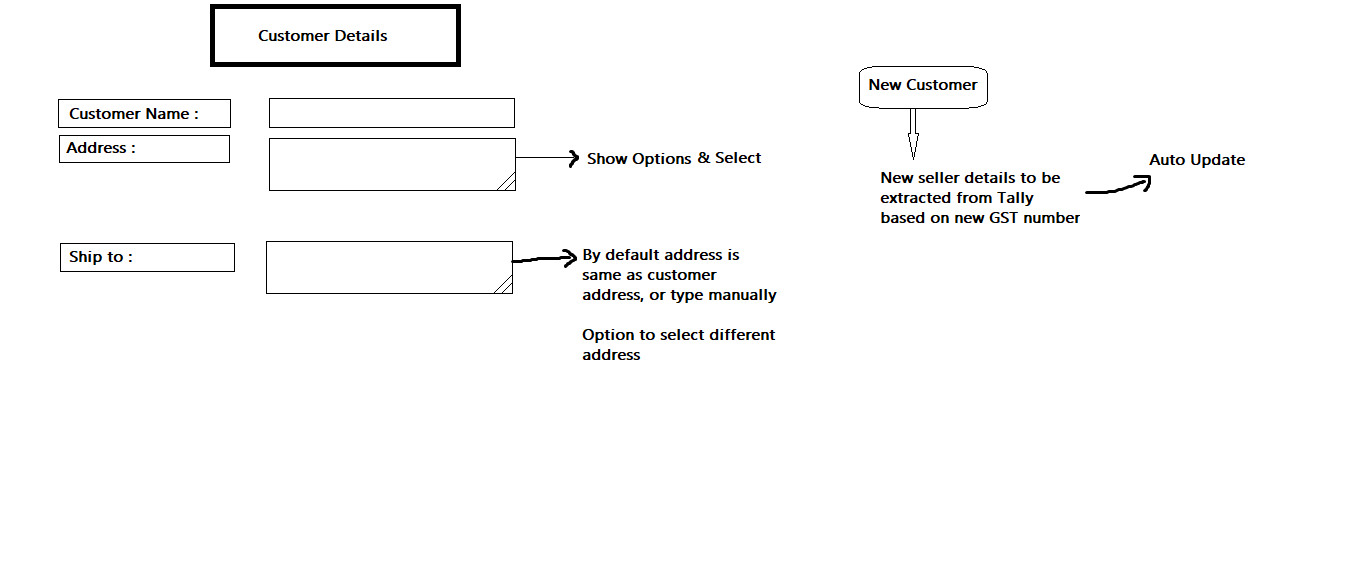 Customer Details
Customer Name :
Address :
Show Options & Select
Ship to :
By default address is
same as customer
address, or type manually
Option to select different
address
New Customer
New seller details to be
extracted from Tally
based on new GST number
Auto Update